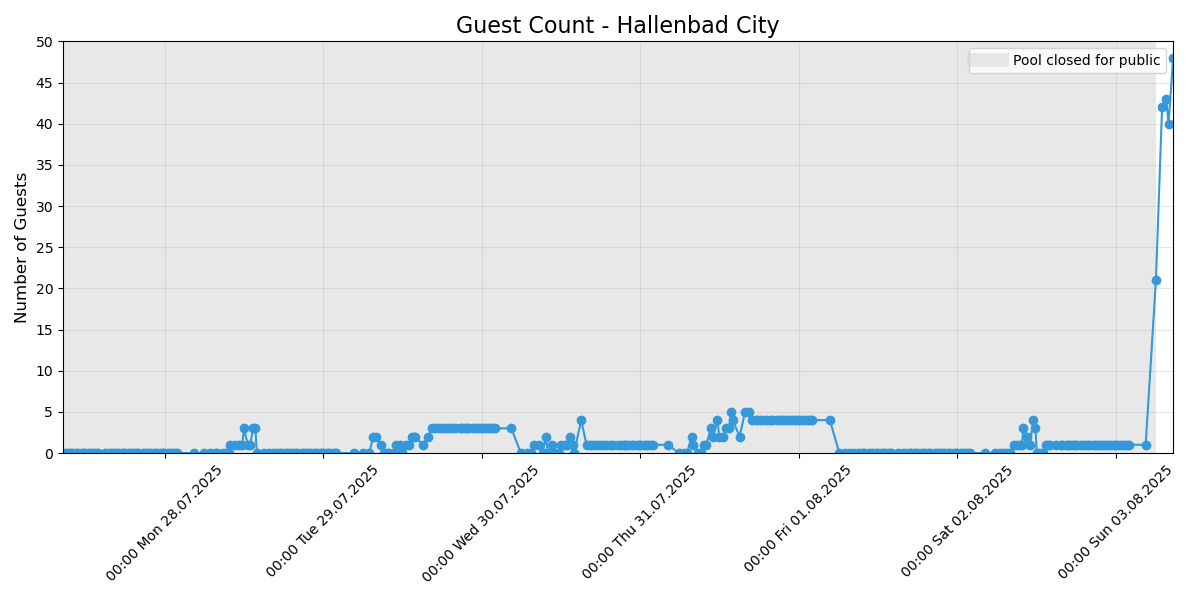 Guest Count - Hallenbad City
Pool closed for public
Number of Guests
50
45
40
35
30
25
20
15
10
5
0
00:00 Mon 28.07.2025
00:00 Tue 29.07.2025
00:00 Wed 30.07.2025
00:00 Thu 31.07.2025
00:00 Fri 01.08.2025
00:00 Sat 02.08.2025
00:00 Sun 03.08.2025